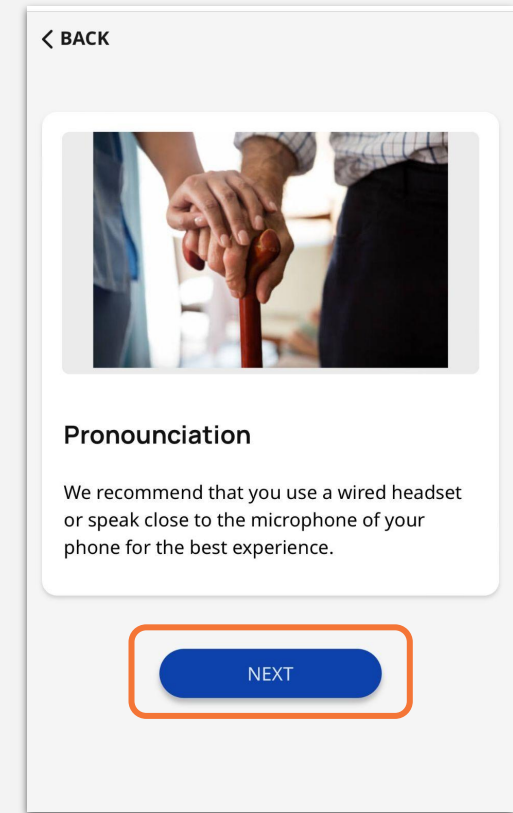 BACK
Pronounciation
We recommend that you use a wired headset
or speak close to the microphone of your
phone for the best experience.
NEXT